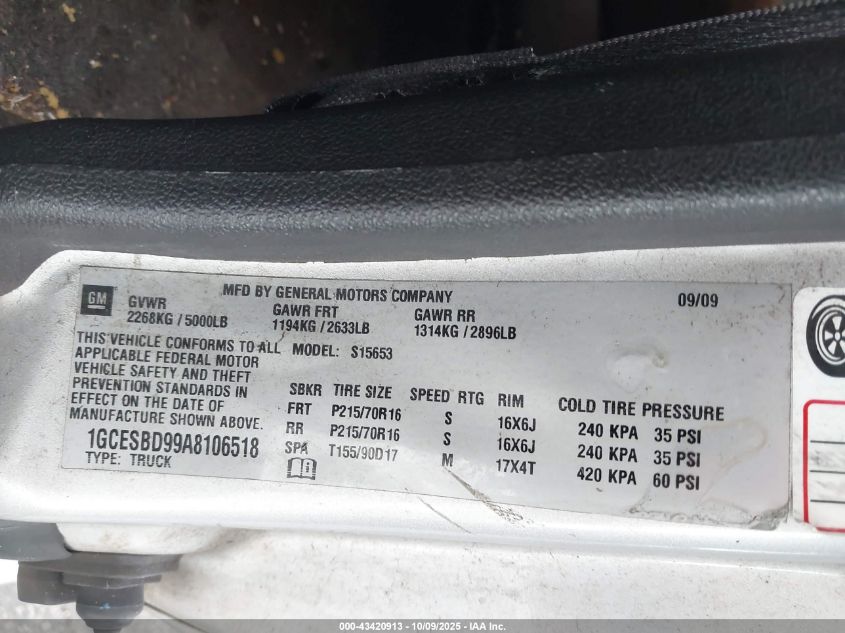 GM
MFD BY GENERAL MOTORS COMPANY
09/09
GVWR
2268KG / 5000LB
GAWR FRT
1194KG / 2633LB
GAWR RR
1314KG / 2896LB
THIS VEHICLE CONFORMS TO ALL
APPLICABLE FEDERAL MOTOR
VEHICLE SAFETY AND THEFT
PREVENTION STANDARDS IN
EFFECT ON THE DATE OF
MANUFACTURE SHOWN ABOVE.
1GCESBD99A8106518
TYPE: TRUCK
MODEL: S15653
SBKR TIRE SIZE SPEED RTG RIM COLD TIRE PRESSURE
FRT P215/70R16 S 16X6J 240 KPA 35 PSI
RR P215/70R16 S 16X6J 240 KPA 35 PSI
SPA T155/90D17 M 17X4T 420 KPA 60 PSI
000-43420913 - 10/09/2025 - IAA Inc.